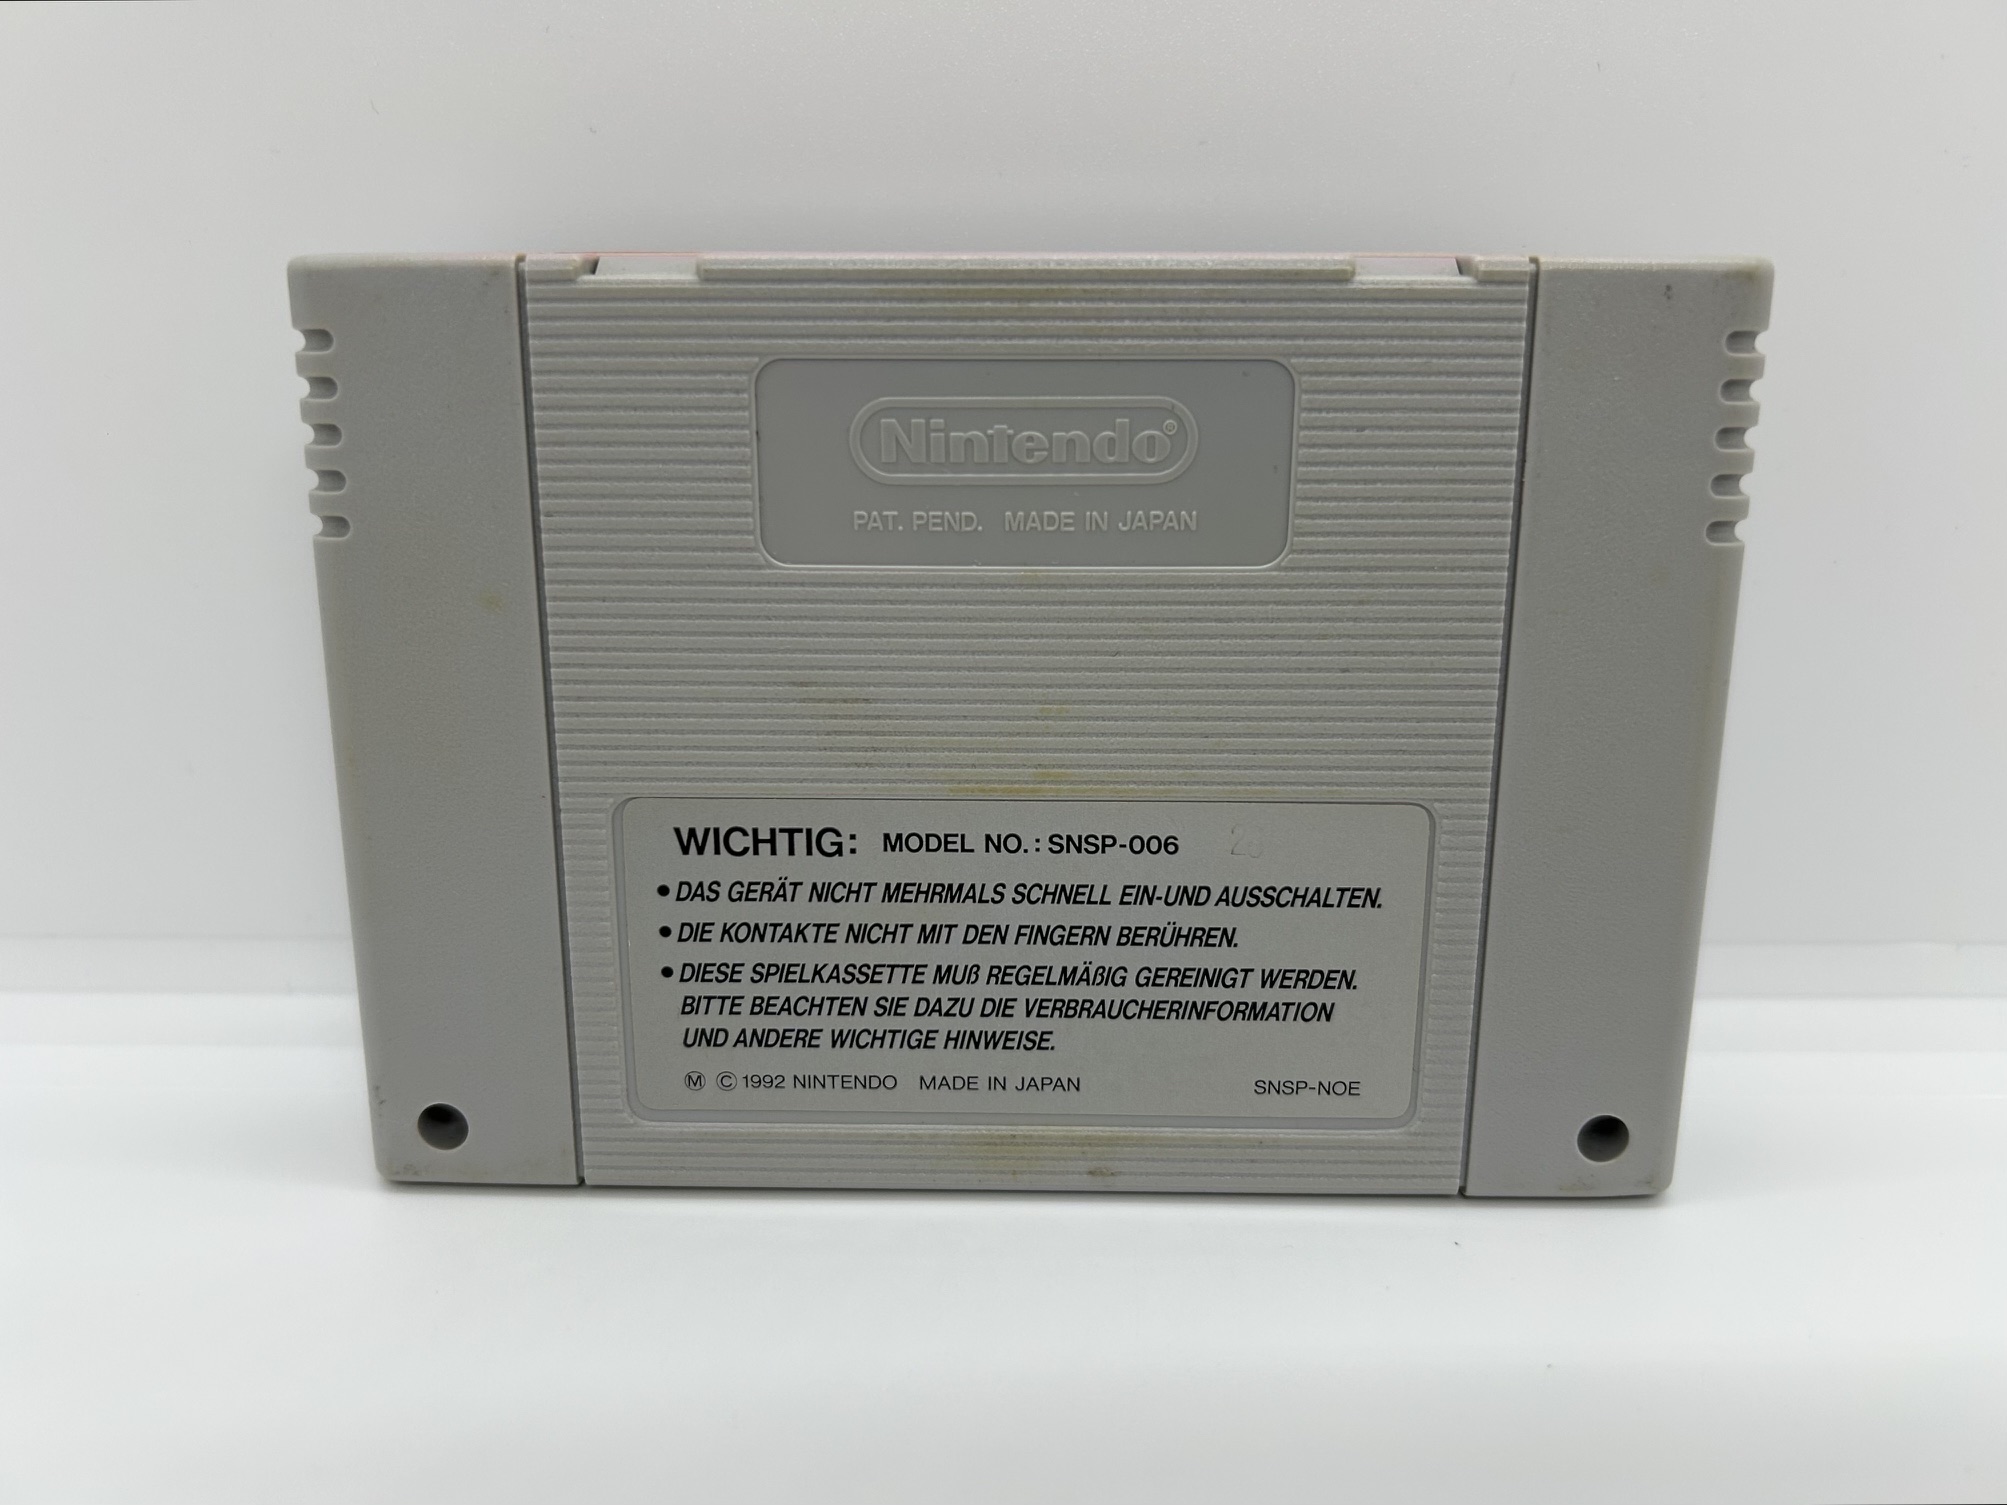 Nintendo®
PAT. PEND. MADE IN JAPAN
WICHTIG: MODEL NO.: SNSP-006
• DAS GERÄT NICHT MEHRMALS SCHNELL EIN-UND AUSSCHALTEN.
• DIE KONTAKTE NICHT MIT DEN FINGERN BERÜHREN.
• DIESE SPIELKASSETTE MUß REGELMÄßIG GEREINIGT WERDEN.
BITTE BEACHTEN SIE DAZU DIE VERBRAUCHERINFORMATION
UND ANDERE WICHTIGE HINWEISE.
Ⓜ © 1992 NINTENDO MADE IN JAPAN SNSP-NOE